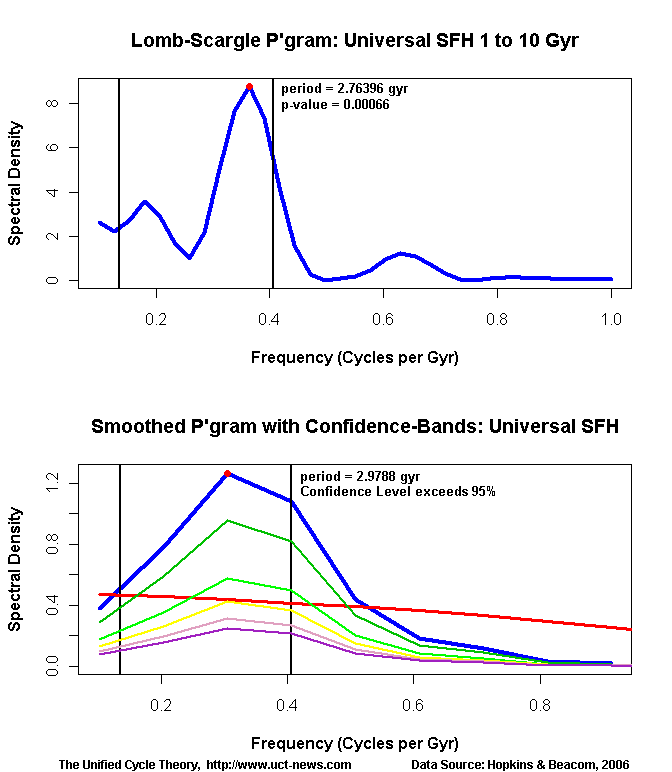 Lomb-Scargle P'gram: Universal SFH 1 to 10 Gyr
period = 2.76396 gyr
p-value = 0.00066
Spectral Density
8
6
4
2
0
0.2 0.4 0.6 0.8 1.0
Frequency (Cycles per Gyr)
Smoothed P'gram with Confidence-Bands: Universal SFH
period = 2.9788 gyr
Confidence Level exceeds 95%
Spectral Density
1.2
0.8
0.4
0.0
0.2 0.4 0.6 0.8
Frequency (Cycles per Gyr)
The Unified Cycle Theory, http://www.uct-news.com Data Source: Hopkins & Beacom, 2006